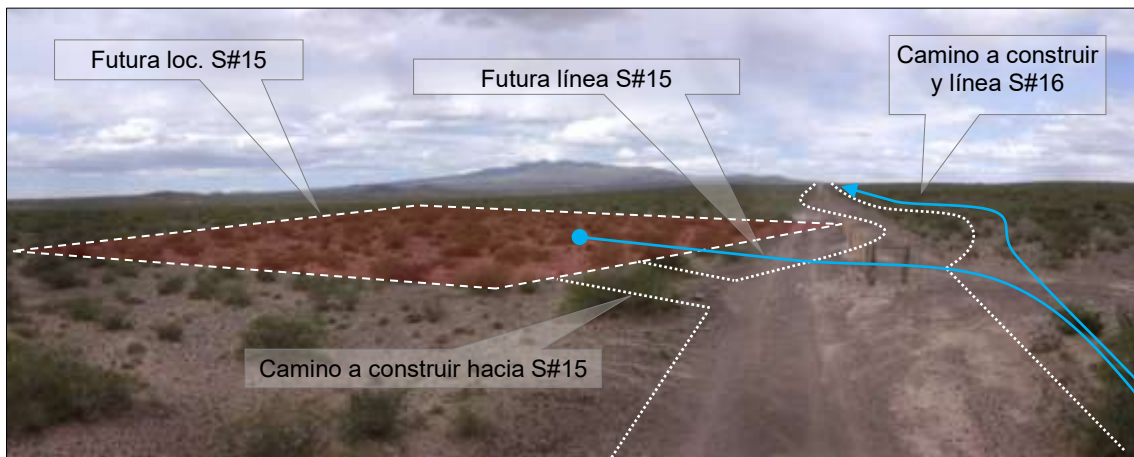 Futura loc. S#15
Futura línea S#15
Camino a construir
y línea S#16
Camino a construir hacia S#15